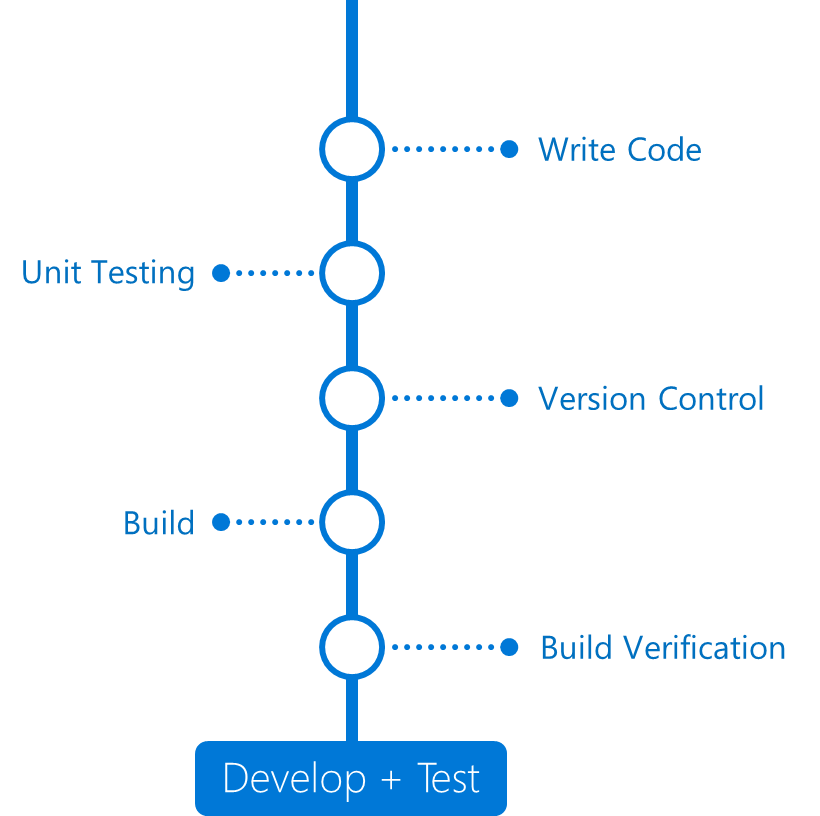 Write Code
Unit Testing
Version Control
Build
Build Verification
Develop + Test